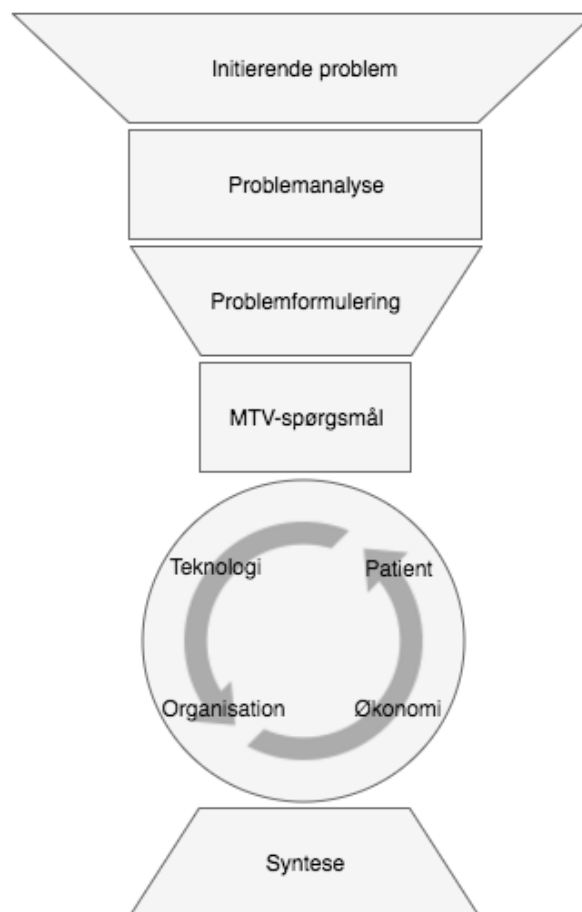 Initierende problem
Problemanalyse
Problemformulering
MTV-spørgsmål
Teknologi
Patient
Organisation
Økonomi
Syntese